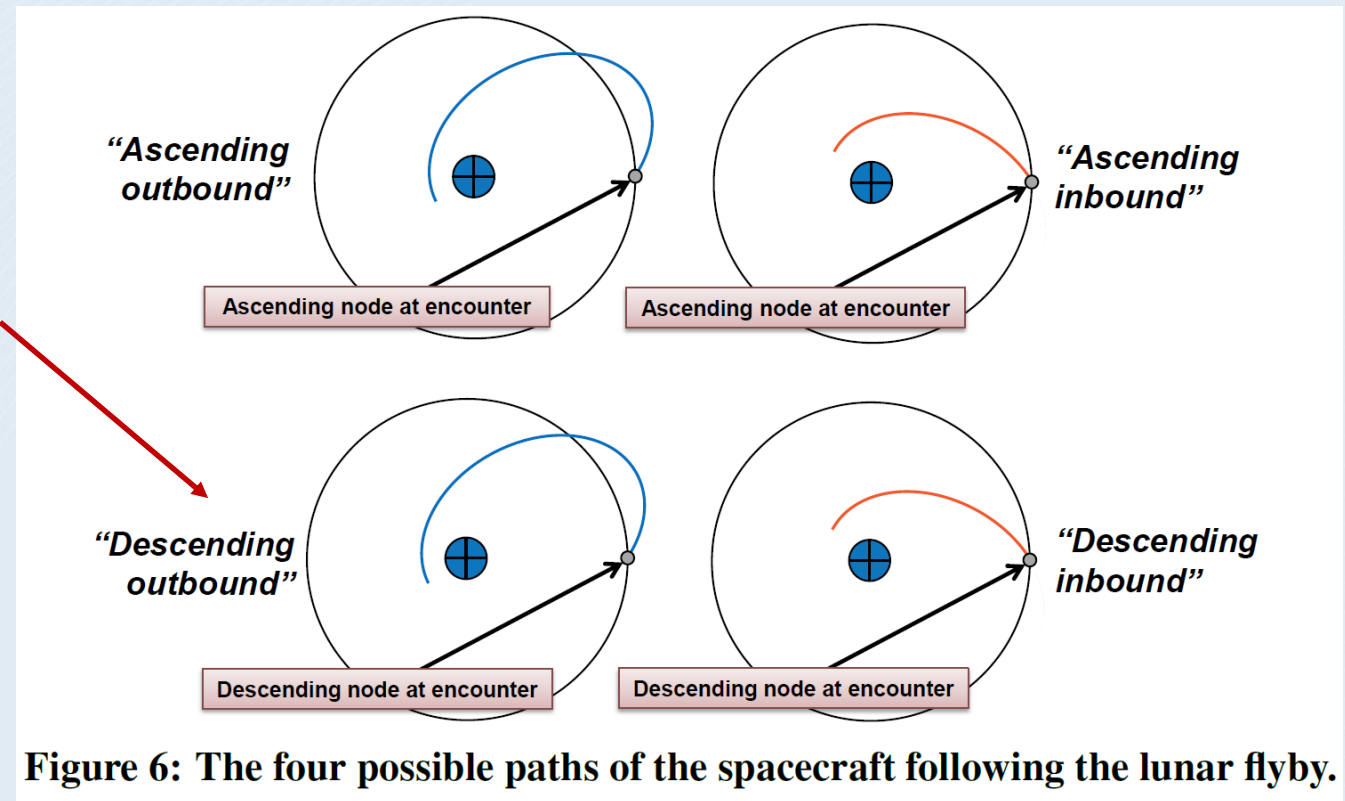 “Ascending
outbound”
Ascending node at encounter
“Ascending
inbound”
Ascending node at encounter
“Descending
outbound”
Descending node at encounter
“Descending
inbound”
Descending node at encounter
Figure 6: The four possible paths of the spacecraft following the lunar flyby.